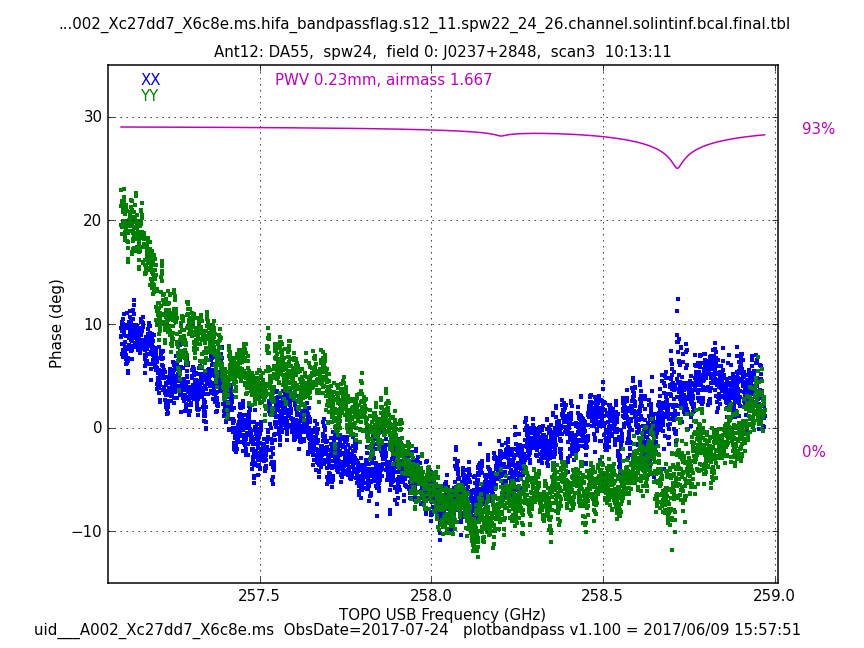 ...002_Xc27dd7_X6c8e.ms.hifa_bandpassflag.s12_11.spw22_24_26.channel.solintinf.bcal.final.tbl
Ant12: DA55, spw24, field 0: J0237+2848, scan3 10:13:11
XX
PWV 0.23mm, airmass 1.667
YY
30
93%
20
10
Phase (deg)
0
0%
−10
257.5 258.0 258.5 259.0
TOPO USB Frequency (GHz)
uid___A002_Xc27dd7_X6c8e.ms ObsDate=2017-07-24 plotbandpass v1.100 = 2017/06/09 15:57:51